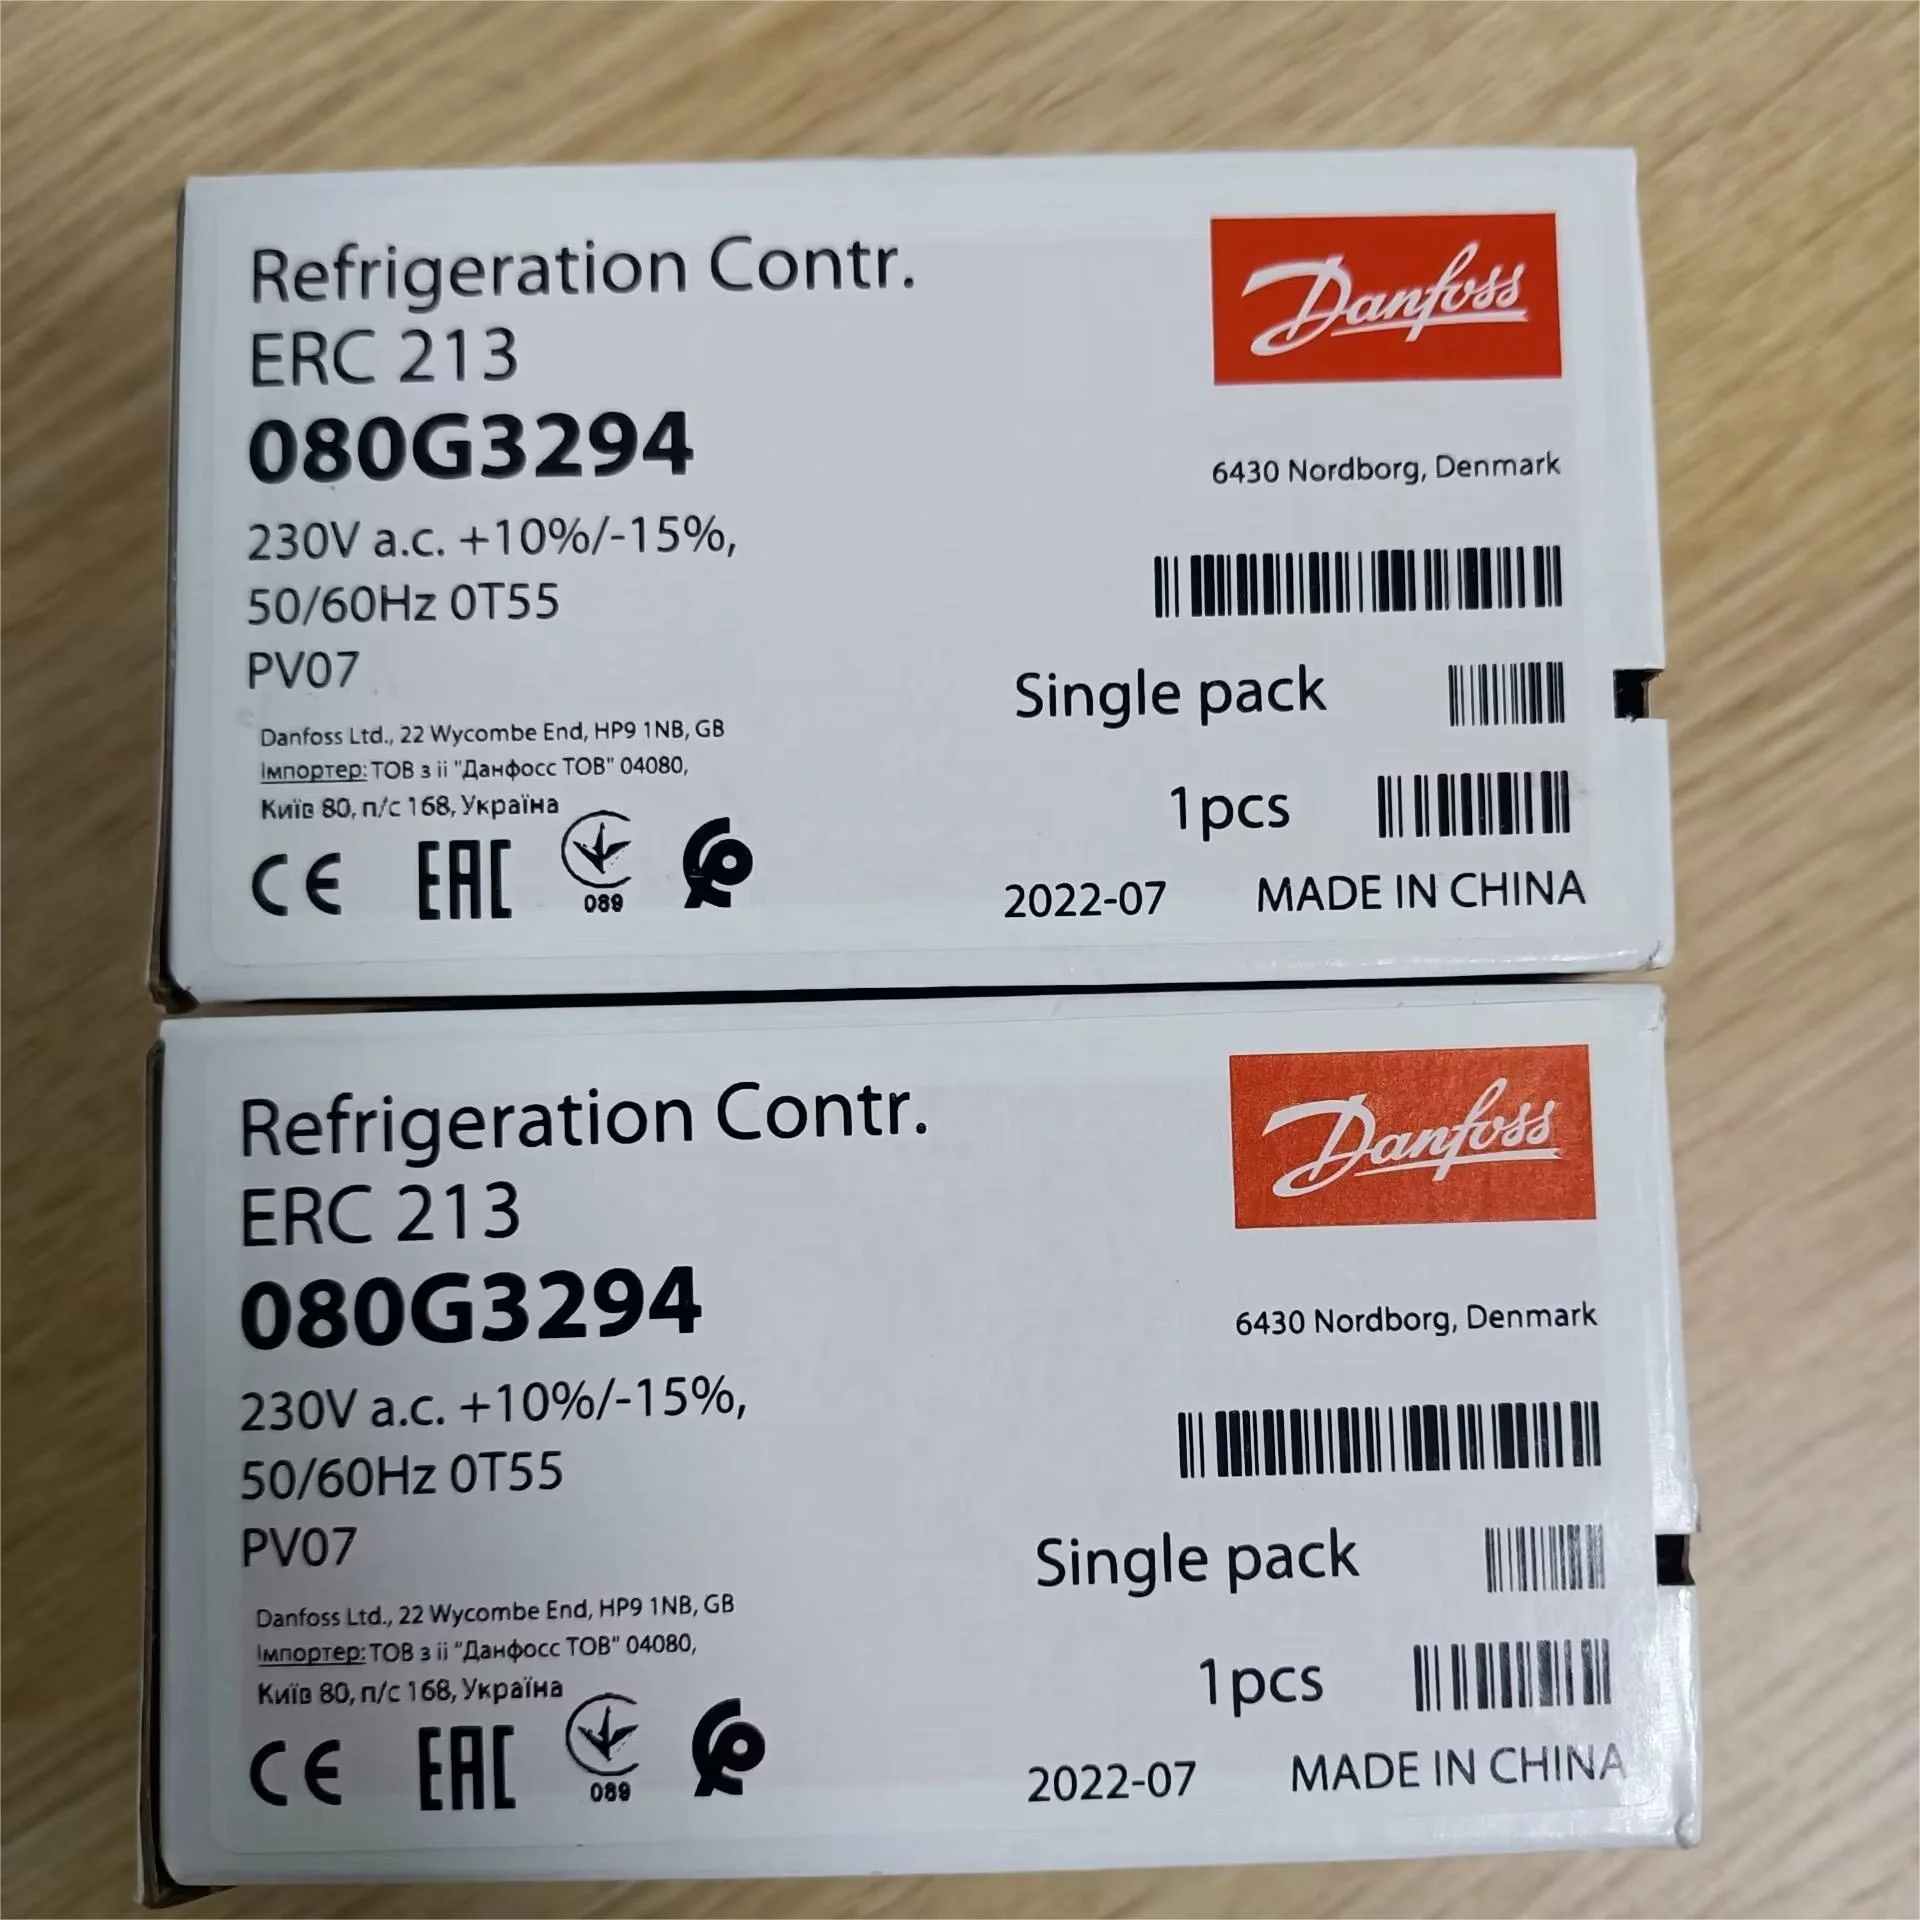 Refrigeration Contr.
ERC 213
080G3294
230V a.c. +10%/-15%,
50/60Hz 0T55
PV07
Danfoss Ltd., 22 Wycombe End, HP9 1NB, GB
Імпортер: ТОВ з іі "Данфосс ТОВ" 04080,
Київ 80, п/с 168, Україна
CE EAC 089
Danfoss
6430 Nordborg, Denmark
Single pack
1pcs
2022-07 MADE IN CHINA
Refrigeration Contr.
ERC 213
080G3294
230V a.c. +10%/-15%,
50/60Hz 0T55
PV07
Danfoss Ltd., 22 Wycombe End, HP9 1NB, GB
Імпортер: ТОВ з іі "Данфосс ТОВ" 04080,
Київ 80, п/с 168, Україна
CE EAC 089
Danfoss
6430 Nordborg, Denmark
Single pack
1pcs
2022-07 MADE IN CHINA